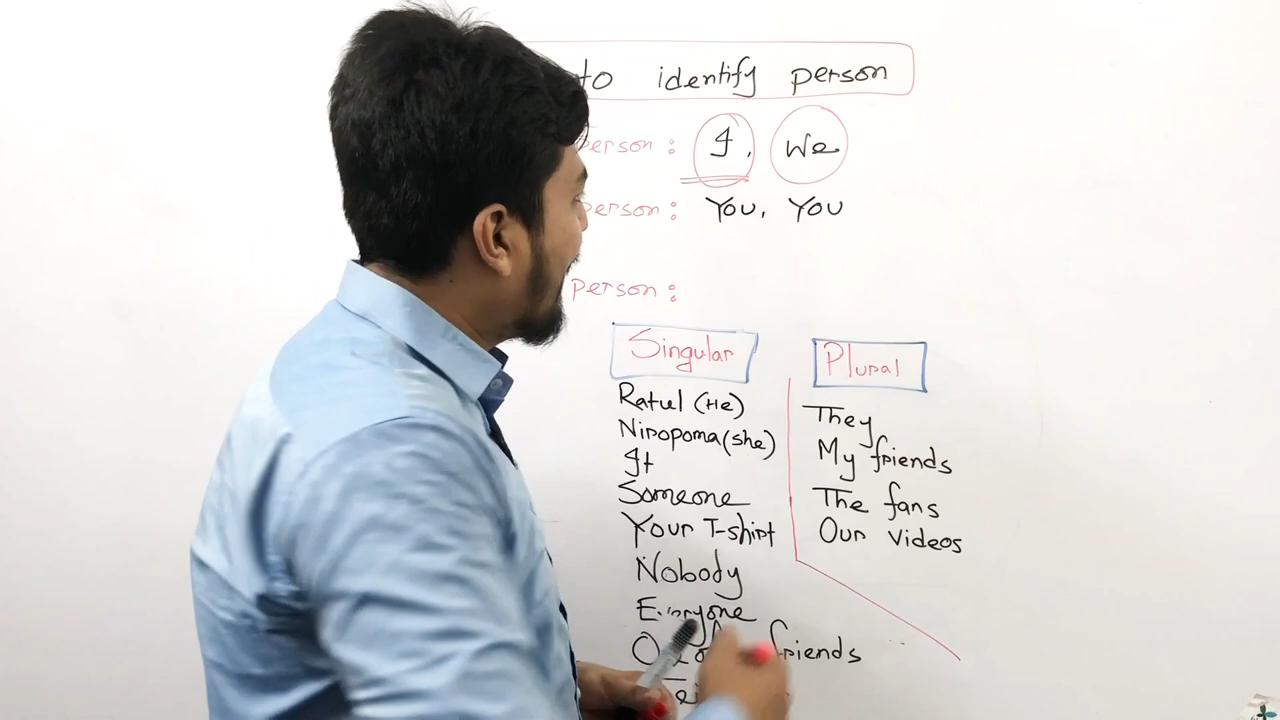 to identify person
person: I, We
person: You, You
person:
Singular
Ratul (He)
Niropoma (she)
It
Someone
Your T-shirt
Nobody
Everyone
friends
Plural
They
My friends
The fans
Our videos